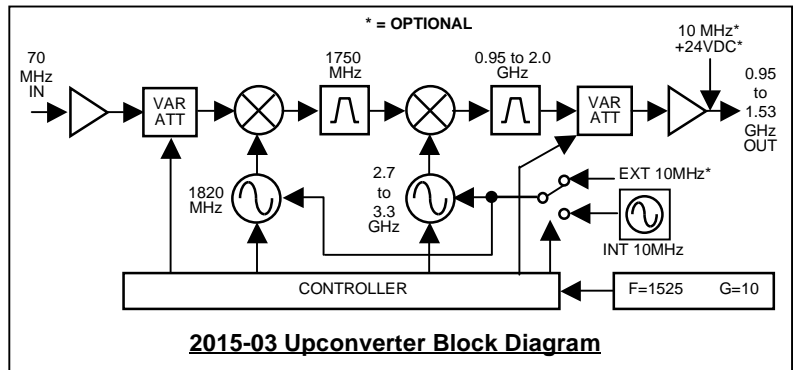 * = OPTIONAL
70
MHz
IN
VAR
ATT
1750
MHz
0.95 to 2.0
GHz
VAR
ATT
10 MHz*
+24VDC*
0.95
to
1.53
GHz
OUT
1820
MHz
2.7
to
3.3
GHz
EXT 10MHz*
INT 10MHz
CONTROLLER
F=1525 G=10
2015-03 Upconverter Block Diagram